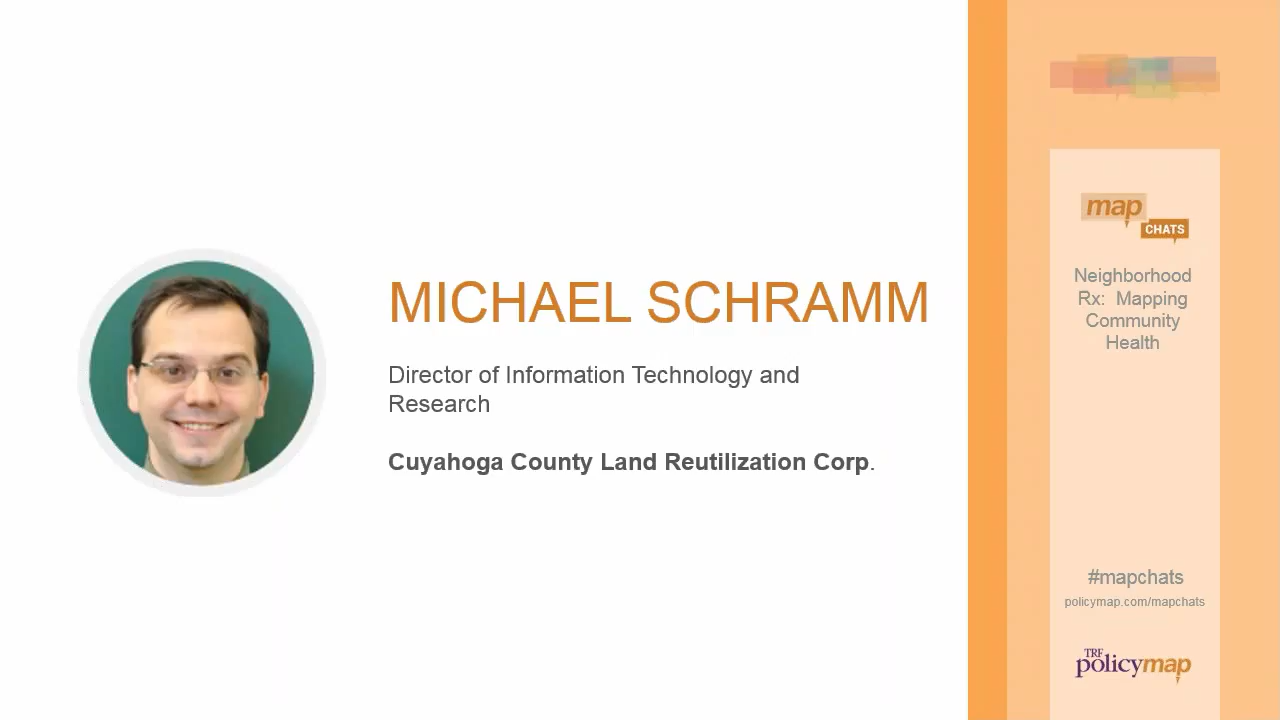 MICHAEL SCHRAMM
Director of Information Technology and
Research
Cuyahoga County Land Reutilization Corp.
map
CHATS
Neighborhood
Rx: Mapping
Community
Health
#mapchats
policymap.com/mapchats
TRF
policymap